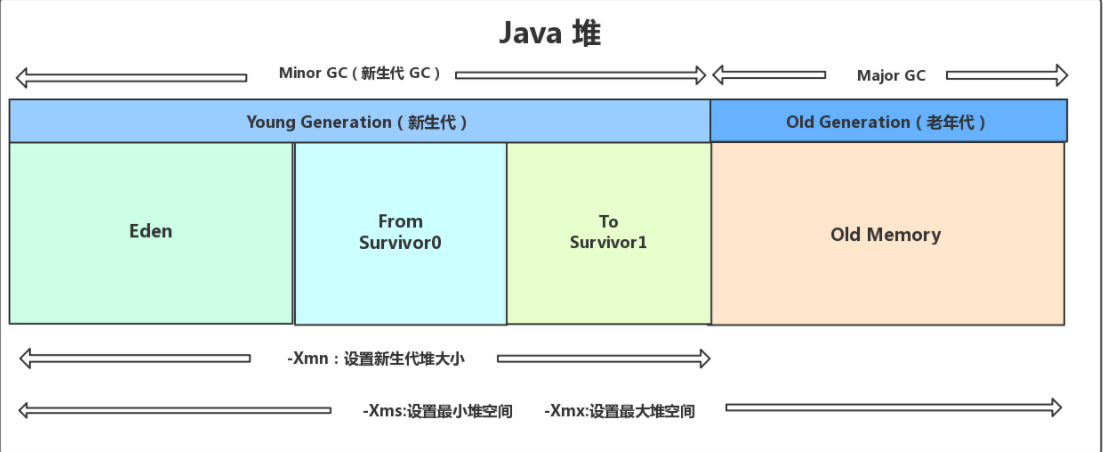 Java 堆
Minor GC（新生代 GC）
Major GC
Young Generation（新生代）
Old Generation（老年代）
Eden
From
Survivor0
To
Survivor1
Old Memory
-Xmn：设置新生代堆大小
-Xms:设置最小堆空间
-Xmx:设置最大堆空间